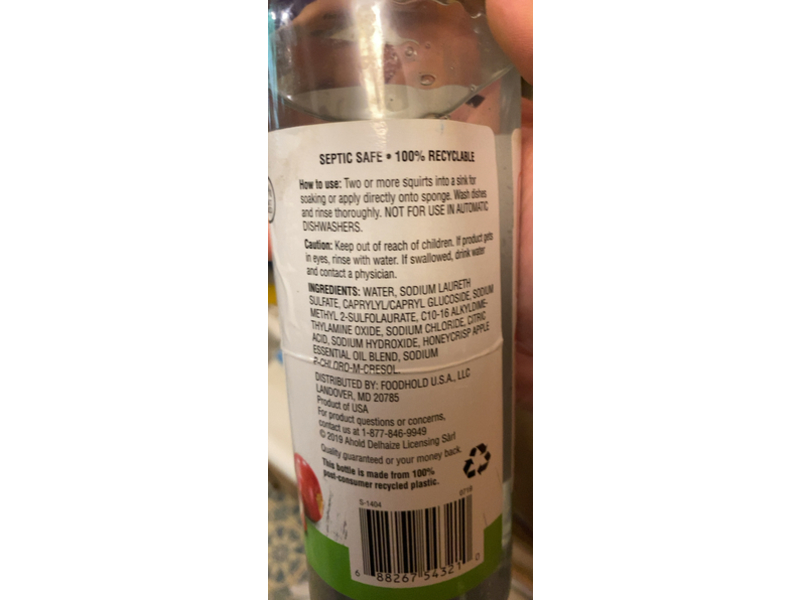 SEPTIC SAFE • 100% RECYCLABLE
How to use: Two or more squirts into a sink for
soaking or apply directly onto sponge. Wash dishes
and rinse thoroughly. NOT FOR USE IN AUTOMATIC
DISHWASHERS.
Caution: Keep out of reach of children. If product gets
in eyes, rinse with water. If swallowed, drink water
and contact a physician.
INGREDIENTS: WATER, SODIUM LAURETH
SULFATE, CAPRYLYL/CAPRYL GLUCOSIDE, SODIUM
METHYL 2-SULFOLAURATE, C10-16 ALKYLDIME-
THYLAMINE OXIDE, SODIUM CHLORIDE, CITRIC
ACID, SODIUM HYDROXIDE, HONEYCRISP APPLE
ESSENTIAL OIL BLEND, SODIUM
P-CHLORO-M-CRESOL.
DISTRIBUTED BY: FOODHOLD U.S.A., LLC
LANDOVER, MD 20785
Product of USA
For product questions or concerns,
contact us at 1-877-846-9949
© 2019 Ahold Delhaize Licensing Sàrl
Quality guaranteed or your money back.
This bottle is made from 100%
post-consumer recycled plastic.
S-1404 0719
6 88267 54321 0